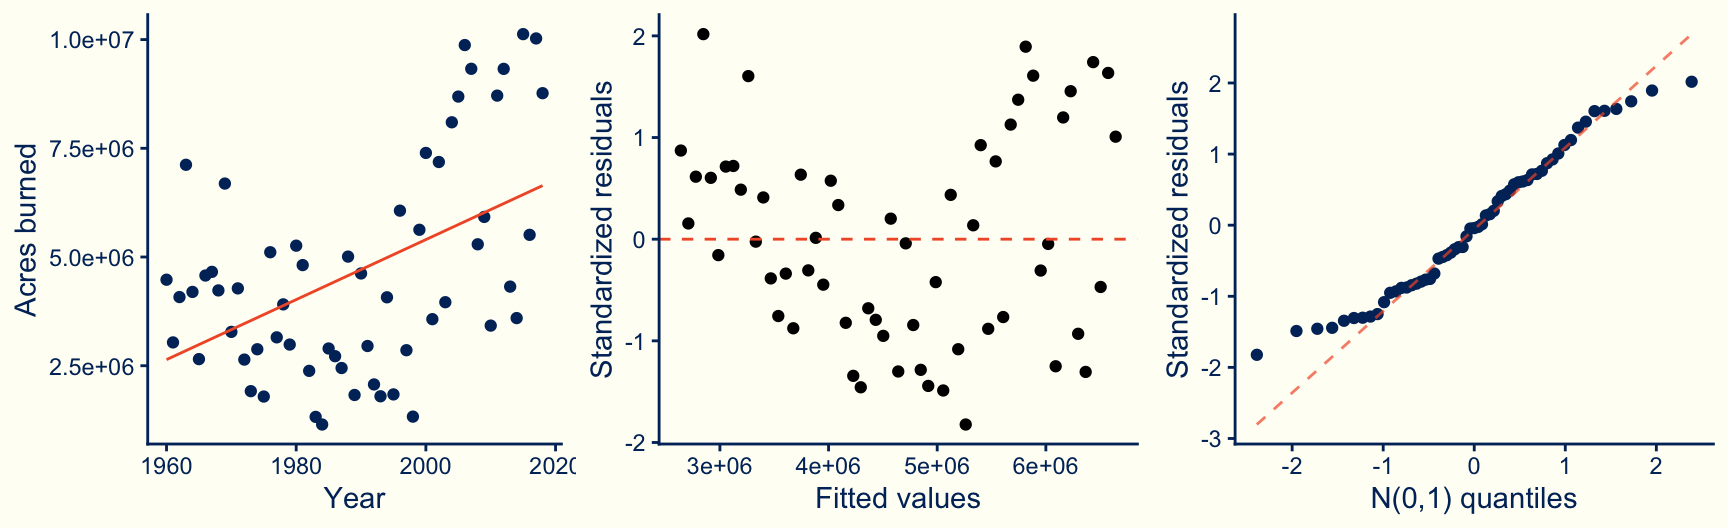 Acres burned
1.0e+07
7.5e+06
5.0e+06
2.5e+06
1960 1980 2000 2020
Year
Standardized residuals
2
1
0
-1
-2
3e+06 4e+06 5e+06 6e+06
Fitted values
Standardized residuals
2
1
0
-1
-2
-3
-2 -1 0 1 2
N(0,1) quantiles